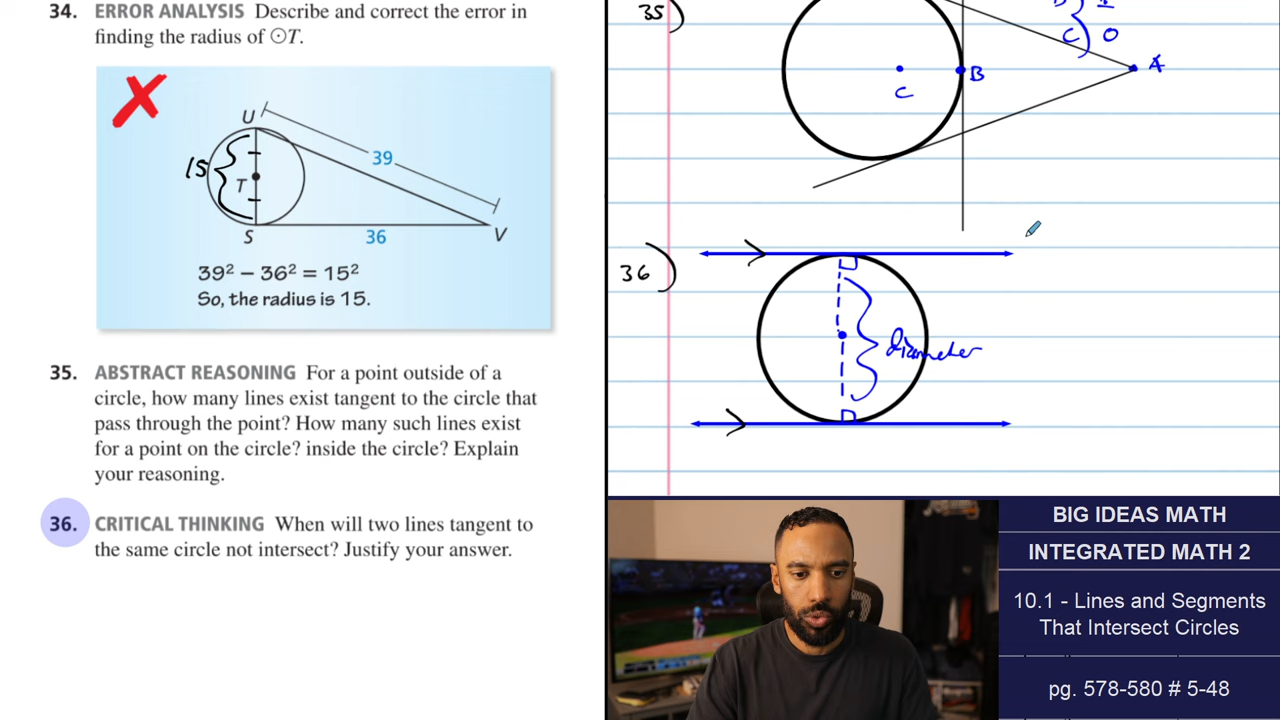 34. ERROR ANALYSIS Describe and correct the error in
finding the radius of ⊙T.
U
15
T
39
S
36
V
39² − 36² = 15²
So, the radius is 15.
35. ABSTRACT REASONING For a point outside of a
circle, how many lines exist tangent to the circle that
pass through the point? How many such lines exist
for a point on the circle? inside the circle? Explain
your reasoning.
36. CRITICAL THINKING When will two lines tangent to
the same circle not intersect? Justify your answer.
35)
C) 0
A
B
C
36)
diameter
BIG IDEAS MATH
INTEGRATED MATH 2
10.1 - Lines and Segments
That Intersect Circles
pg. 578-580 # 5-48